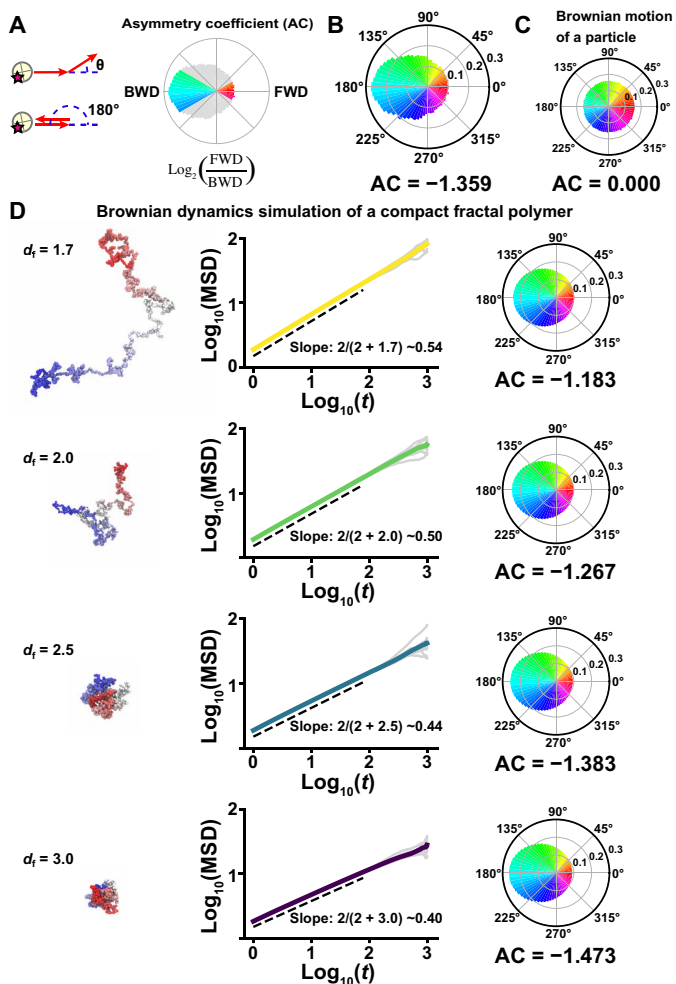 A
Asymmetry coefficient (AC)
θ
180°
BWD
FWD
Log2(FWD/BWD)
B
90°
135°
45°
0.3
0.2
0.1
180°
0°
225°
315°
270°
AC = −1.359
C
Brownian motion
of a particle
90°
135°
45°
0.3
0.2
0.1
180°
0°
225°
315°
270°
AC = 0.000
D
Brownian dynamics simulation of a compact fractal polymer
df = 1.7
Log10(MSD)
2
1
0
Slope: 2/(2 + 1.7) ~0.54
0 1 2 3
Log10(t)
90°
135°
45°
0.3
0.2
0.1
180°
0°
225°
315°
270°
AC = −1.183
df = 2.0
Log10(MSD)
2
1
Slope: 2/(2 + 2.0) ~0.50
0 1 2 3
Log10(t)
90°
135°
45°
0.3
0.2
0.1
180°
0°
225°
315°
270°
AC = −1.267
df = 2.5
Log10(MSD)
2
1
Slope: 2/(2 + 2.5) ~0.44
0 1 2 3
Log10(t)
90°
135°
45°
0.3
0.2
0.1
180°
0°
225°
315°
270°
AC = −1.383
df = 3.0
Log10(MSD)
2
1
Slope: 2/(2 + 3.0) ~0.40
0 1 2 3
Log10(t)
90°
135°
45°
0.3
0.2
0.1
180°
0°
225°
315°
270°
AC = −1.473